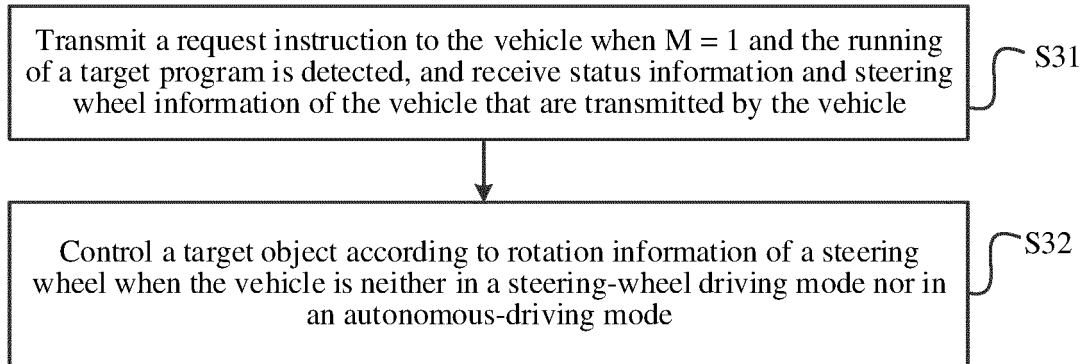 Transmit a request instruction to the vehicle when M = 1 and the running
of a target program is detected, and receive status information and steering
wheel information of the vehicle that are transmitted by the vehicle
S31
Control a target object according to rotation information of a steering
wheel when the vehicle is neither in a steering-wheel driving mode nor in
an autonomous-driving mode
S32